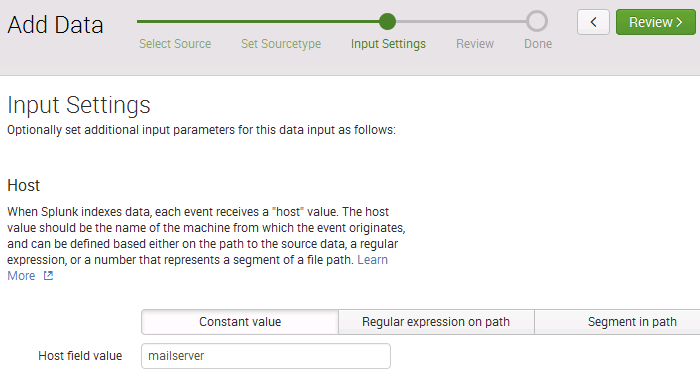 Add Data
Select Source Set Sourcetype Input Settings Review Done
< Review >
Input Settings
Optionally set additional input parameters for this data input as follows:
Host
When Splunk indexes data, each event receives a "host" value. The host
value should be the name of the machine from which the event originates,
and can be defined based either on the path to the source data, a regular
expression, or a number that represents a segment of a file path. Learn
More
Constant value Regular expression on path Segment in path
Host field value mailserver